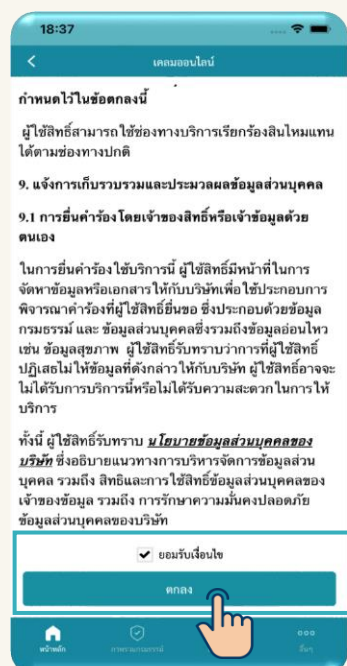 18:37
เคลมออนไลน์
กำหนดไว้ในข้อตกลงนี้
ผู้ใช้สิทธิ์สามารถใช้ช่องทางบริการเรียกร้องสินไหมแทน
ได้ตามช่องทางปกติ
9. แจ้งการเก็บรวบรวมและประมวลผลข้อมูลส่วนบุคคล
9.1 การยื่นคำร้องโดยเจ้าของสิทธิ์หรือเจ้าข้อมูลด้วย
ตนเอง
ในการยื่นคำร้องใช้บริการนี้ ผู้ใช้สิทธิ์มีหน้าที่ในการ
จัดหาข้อมูลหรือเอกสารให้กับบริษัทเพื่อใช้ประกอบการ
พิจารณาคำร้องที่ผู้ใช้สิทธิ์ยื่นขอ ซึ่งประกอบด้วยข้อมูล
กรมธรรม์ และ ข้อมูลส่วนบุคคลซึ่งรวมถึงข้อมูลอ่อนไหว
เช่น ข้อมูลสุขภาพ ผู้ใช้สิทธิ์รับทราบว่าการที่ผู้ใช้สิทธิ์
ปฏิเสธไม่ให้ข้อมูลที่ดังกล่าวให้กับบริษัท ผู้ใช้สิทธิ์อาจจะ
ไม่ได้รับการบริการนี้หรือไม่ได้รับความสะดวกในการให้
บริการ
ทั้งนี้ ผู้ใช้สิทธิ์รับทราบ นโยบายข้อมูลส่วนบุคคลของ
บริษัท ซึ่งอธิบายแนวทางการบริหารจัดการข้อมูลส่วน
บุคคล รวมถึง สิทธิและการใช้สิทธิ์ข้อมูลส่วนบุคคลของ
เจ้าของข้อมูล รวมถึง การรักษาความมั่นคงปลอดภัย
ข้อมูลส่วนบุคคลของบริษัท
ยอมรับเงื่อนไข
ตกลง
หน้าหลัก
ภาพรวมกรมธรรม์
อื่นๆ